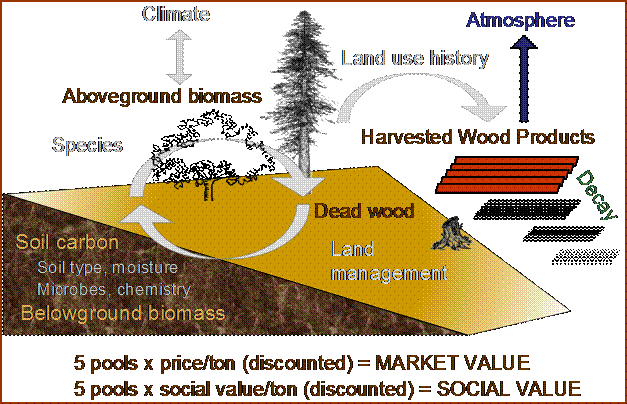 Climate
Atmosphere
Land use history
Aboveground biomass
Species
Harvested Wood Products
Decay
Dead wood
Soil carbon
Land
management
Soil type, moisture
Microbes, chemistry
Belowground biomass
5 pools x price/ton (discounted) = MARKET VALUE
5 pools x social value/ton (discounted) = SOCIAL VALUE